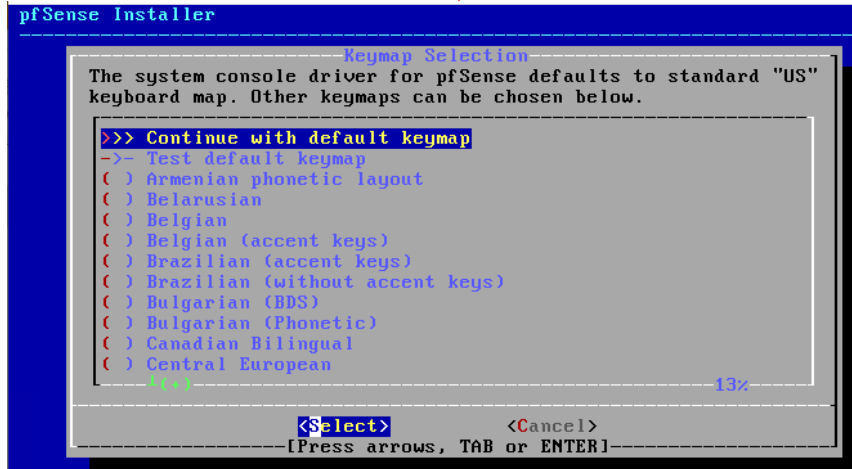 pfSense Installer
Keymap Selection
The system console driver for pfSense defaults to standard "US"
keyboard map. Other keymaps can be chosen below.
>>> Continue with default keymap
->- Test default keymap
( ) Armenian phonetic layout
( ) Belarusian
( ) Belgian
( ) Belgian (accent keys)
( ) Brazilian (accent keys)
( ) Brazilian (without accent keys)
( ) Bulgarian (BDS)
( ) Bulgarian (Phonetic)
( ) Canadian Bilingual
( ) Central European
┴(+) 13%
<Select> <Cancel>
[Press arrows, TAB or ENTER]